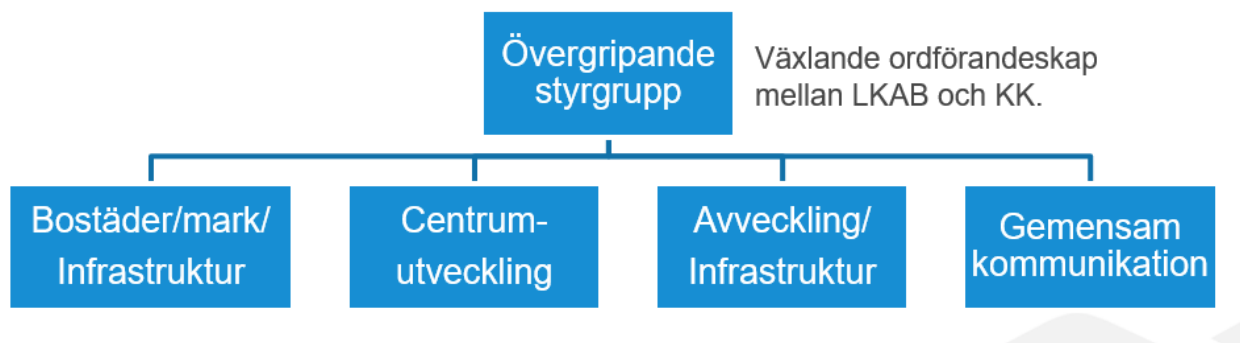 Övergripande
styrgrupp
Växlande ordförandeskap
mellan LKAB och KK.
Bostäder/mark/
Infrastruktur
Centrum-
utveckling
Avveckling/
Infrastruktur
Gemensam
kommunikation